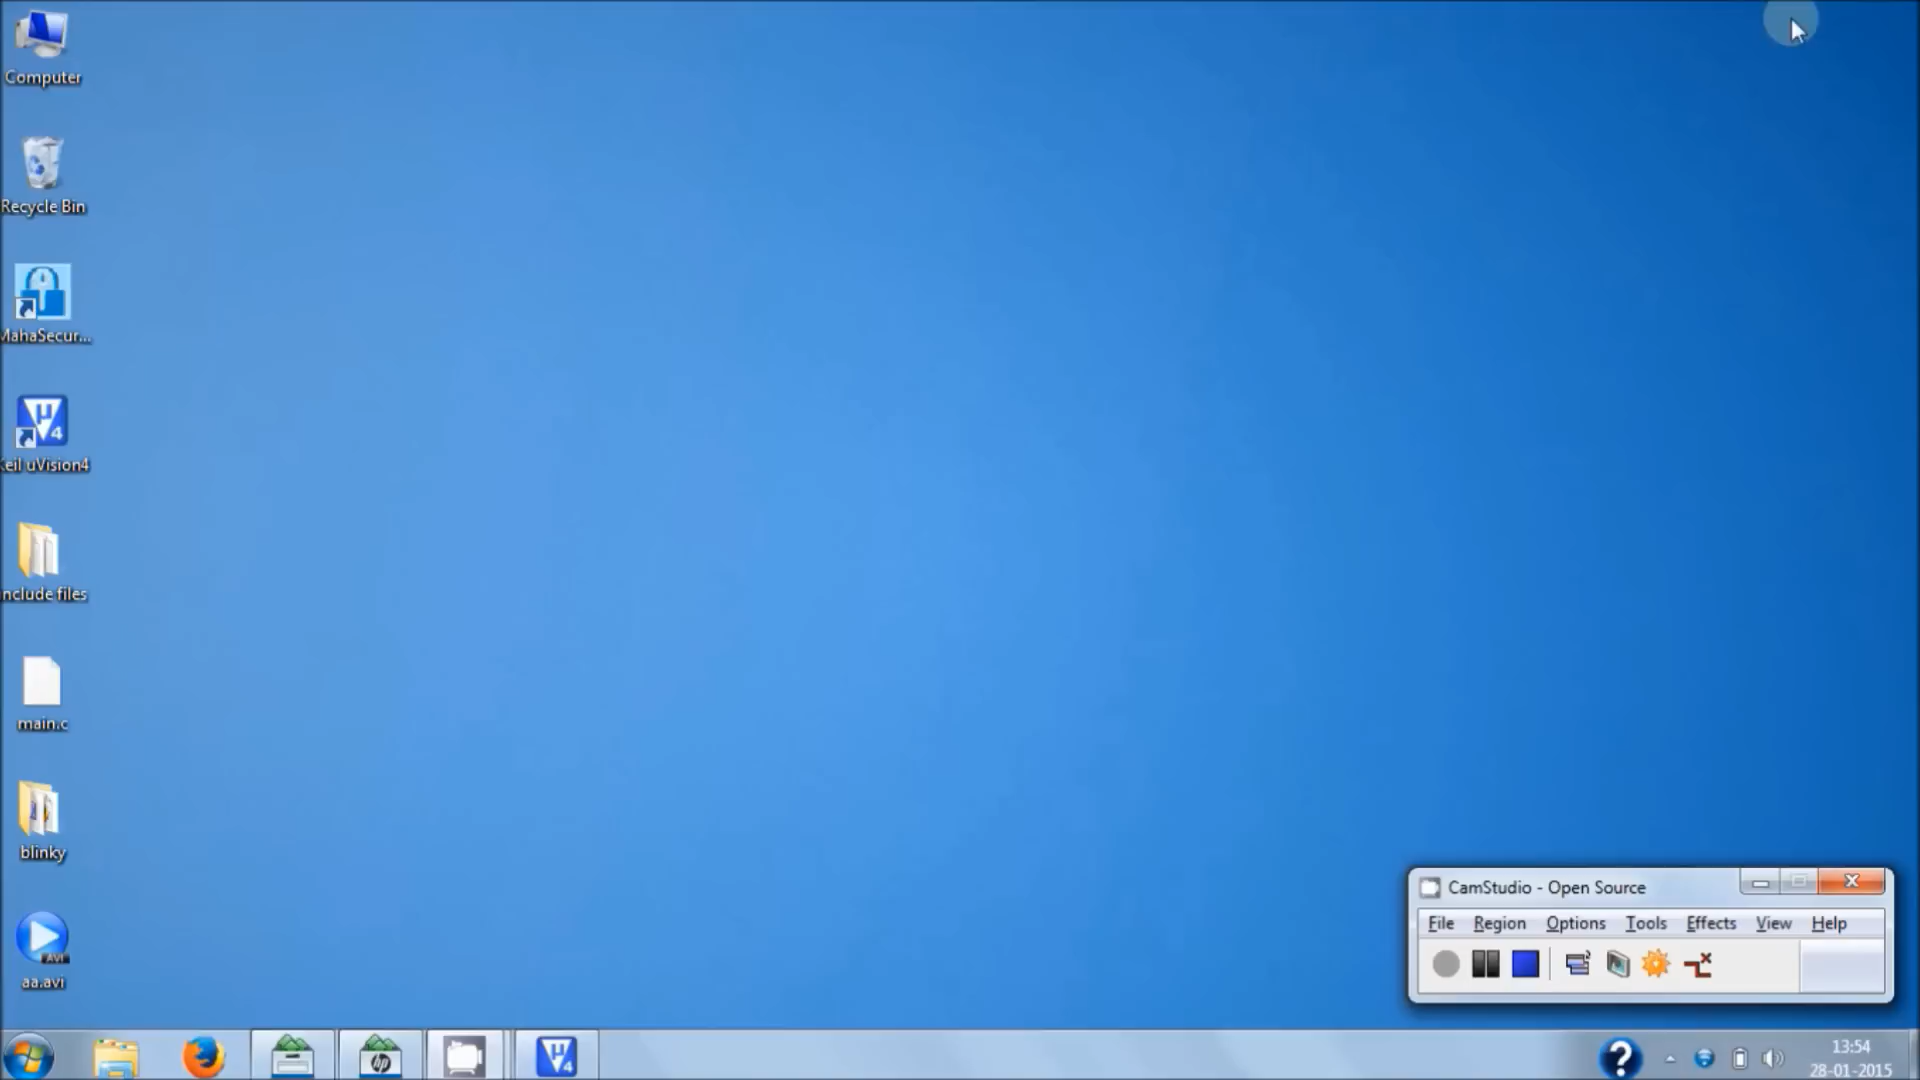 Computer
Recycle Bin
MahaSecur...
Keil uVision4
include files
main.c
blinky
AVI
aa.avi
CamStudio - Open Source
File Region Options Tools Effects View Help
13:54
28-01-2015